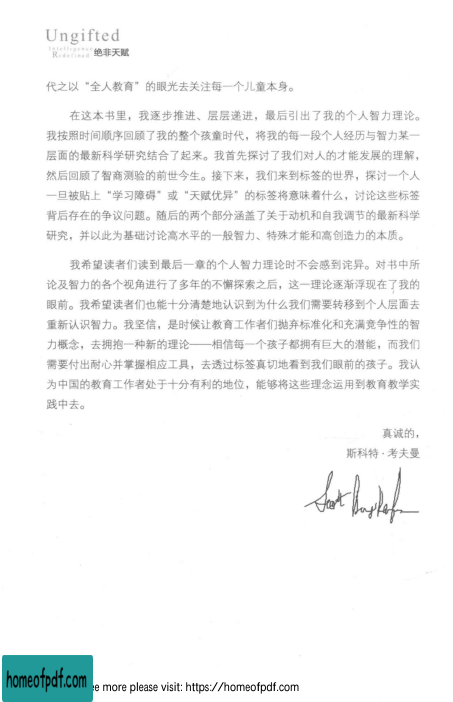 Ungifted
Intelligence
Redefined 绝非天赋
代之以“全人教育”的眼光去关注每一个儿童本身。
在这本书里，我逐步推进、层层递进，最后引出了我的个人智力理论。
我按照时间顺序回顾了我的整个孩童时代，将我的每一段个人经历与智力某一
层面的最新科学研究结合了起来。我首先探讨了我们对人的才能发展的理解，
然后回顾了智商测验的前世今生。接下来，我们来到标签的世界，探讨一个人
一旦被贴上“学习障碍”或“天赋优异”的标签将意味着什么，讨论这些标签
背后存在的争议问题。随后的两个部分涵盖了关于动机和自我调节的最新科学
研究，并以此为基础讨论高水平的一般智力、特殊才能和高创造力的本质。
我希望读者们读到最后一章的个人智力理论时不会感到诧异。对书中所
论及智力的各个视角进行了多年的不懈探索之后，这一理论逐渐浮现在了我的
眼前。我希望读者们也能十分清楚地认识到为什么我们需要转移到个人层面去
重新认识智力。我坚信，是时候让教育工作者们抛弃标准化和充满竞争性的智
力概念，去拥抱一种新的理论——相信每一个孩子都拥有巨大的潜能，而我们
需要付出耐心并掌握相应工具，去透过标签真切地看到我们眼前的孩子。我认
为中国的教育工作者处于十分有利的地位，能够将这些理念运用到教育教学实
践中去。
真诚的，
斯科特·考夫曼
homeofpdf.com
ee more please visit: https://homeofpdf.com